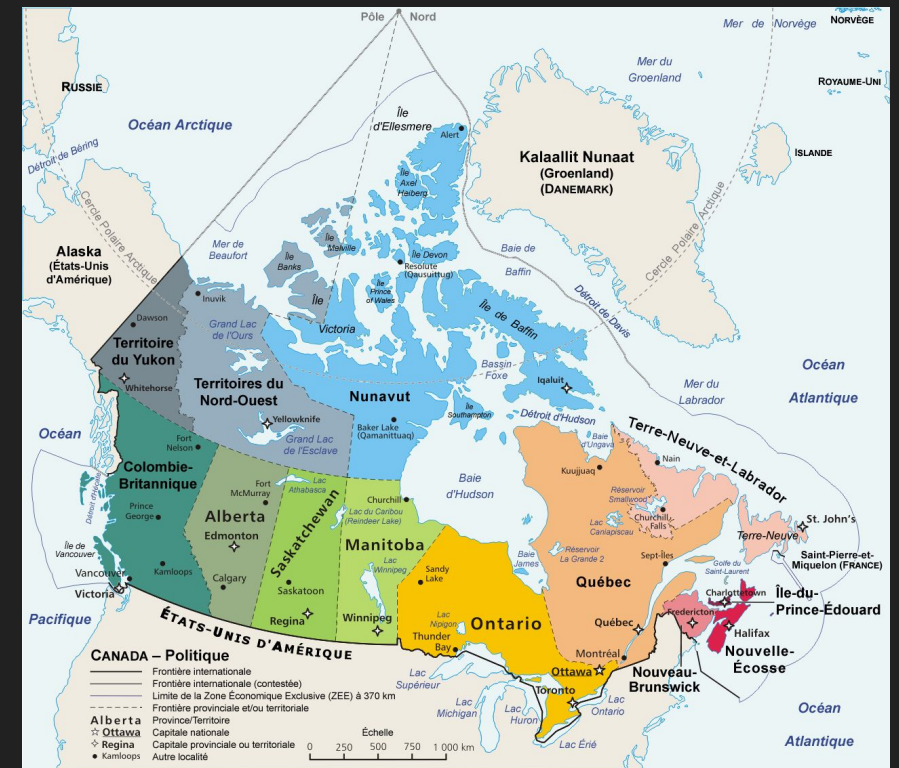 Pôle Nord
Mer de Norvège
NORVÈGE
Mer du
Groenland
RUSSIE
ROYAUME-UNI
Océan Arctique
Île
d'Ellesmere
Alert
Détroit de Béring
Kalaallit Nunaat
(Groenland)
(DANEMARK)
ISLANDE
Île
Axel
Haiberg
Cercle Polaire Arctique
Cercle Polaire Arctique
Alaska
(États-Unis
d'Amérique)
Mer de
Beaufort
Île
Melville
Île Devon
Baie de
Baffin
Île
Banks
Resolute
(Qausuittuq)
Île
Prince
of Wales
Inuvik
Île
Victoria
Île de Baffin
Détroit de Davis
Dawson
Grand Lac
de l'Ours
Territoire
du Yukon
Bassin
Foxe
Océan
Atlantique
Whitehorse
Territoires du
Nord-Ouest
Nunavut
Iqaluit
Mer du
Labrador
Yellowknife
Île
Southampton
Détroit d'Hudson
Baker Lake
(Qamanittuaq)
Terre-Neuve-et-Labrador
Océan
Fort
Nelson
Grand Lac
de l'Esclave
Baie
d'Ungava
Colombie-
Britannique
Nain
Kuujjuaq
Lac
Athabasca
Baie
d'Hudson
Détroit d'Hécate
Fort
McMurray
Réservoir
Smallwood
Churchill
Prince
George
Alberta
Saskatchewan
Lac du Caribou
(Reindeer Lake)
Lac
Caniapiscau
Churchill
Falls
St. John's
Edmonton
Manitoba
Terre-Neuve
Île de
Vancouver
Baie
James
Réservoir
La Grande 2
Sept-Îles
Saint-Pierre-et-
Miquelon (FRANCE)
Vancouver
Kamloops
Calgary
Lac
Winnipeg
Sandy
Lake
Québec
Golfe du
Saint-Laurent
Victoria
Saskatoon
Charlottetown
Île-du-
Prince-Édouard
Pacifique
Regina
Winnipeg
Lac
Nipigon
Ontario
Québec
Fredericton
Halifax
ÉTATS-UNIS D'AMÉRIQUE
Thunder
Bay
Montréal
Nouvelle-
Écosse
Ottawa
Nouveau-
Brunswick
Lac
Supérieur
Toronto
Lac
Michigan
Lac
Huron
Lac
Ontario
Lac Érié
Océan
Atlantique
CANADA – Politique
Frontière internationale
Frontière internationale (contestée)
Limite de la Zone Économique Exclusive (ZEE) à 370 km
Frontière provinciale et/ou territoriale
Alberta Province/Territoire
Ottawa Capitale nationale
Regina Capitale provinciale ou territoriale
Kamloops Autre localité
Échelle
0 250 500 750 1 000 km